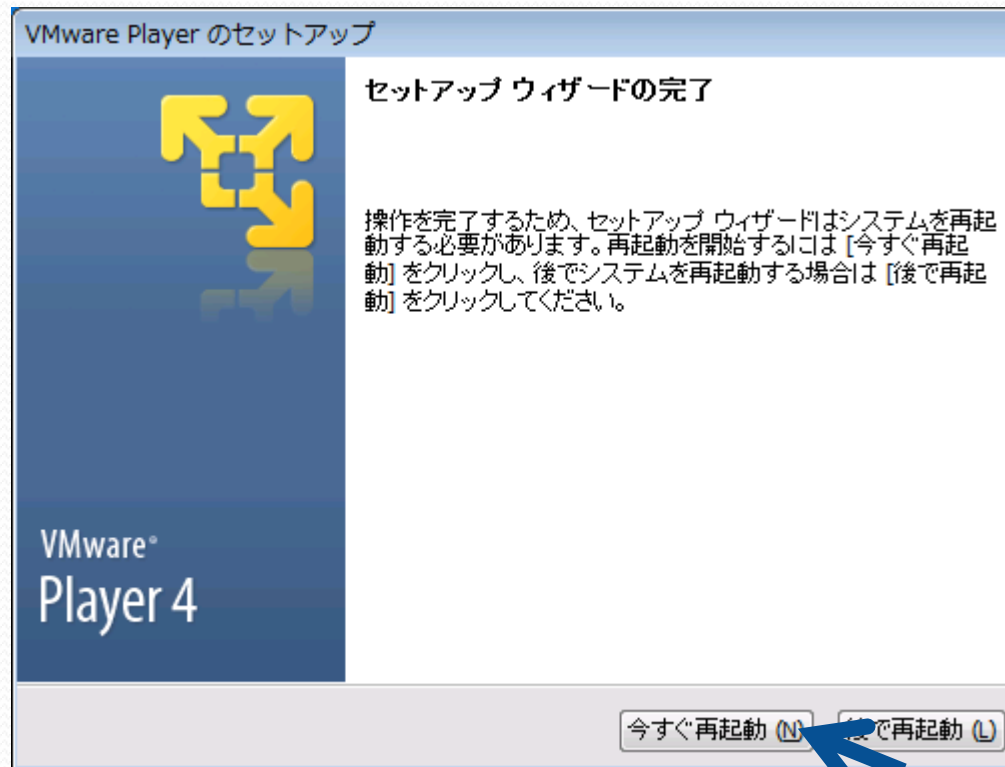 VMware Player のセットアップ
セットアップ ウィザードの完了
操作を完了するため、セットアップ ウィザードはシステムを再起
動する必要があります。再起動を開始するには [今すぐ再起
動] をクリックし、後でシステムを再起動する場合は [後で再起
動] をクリックしてください。
VMware®
Player 4
今すぐ再起動 (N)
後で再起動 (L)